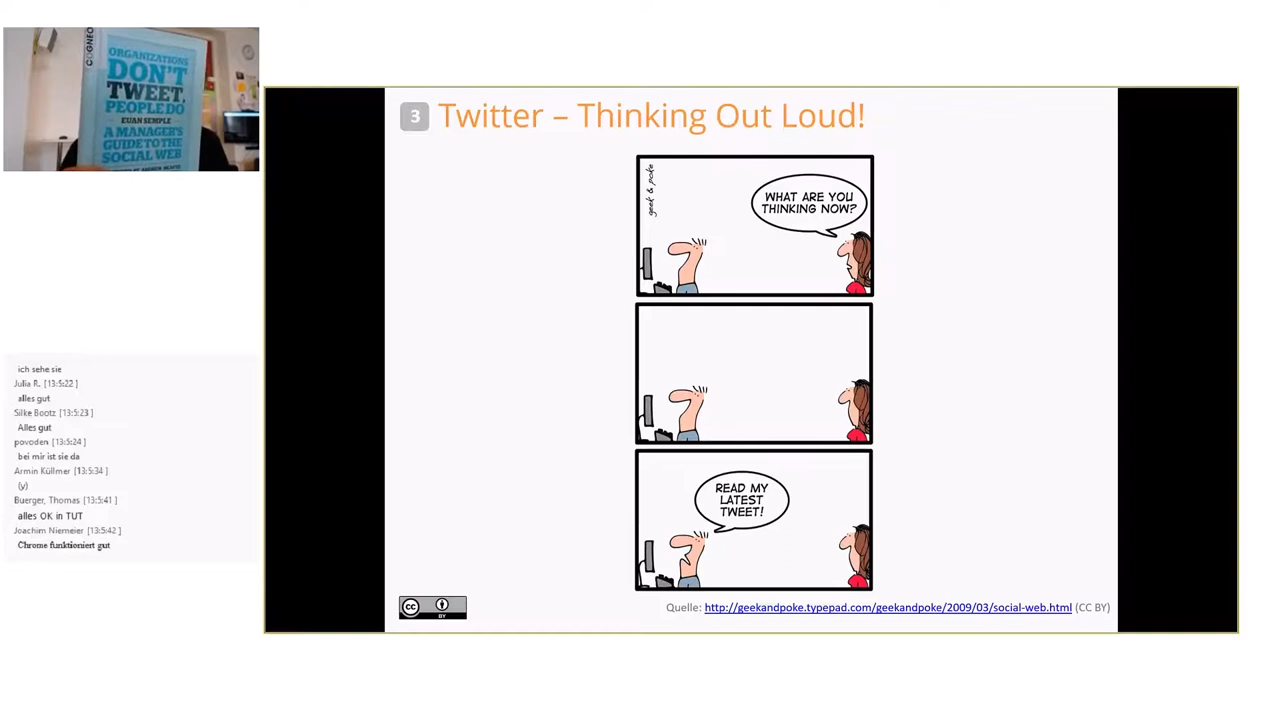 COGNEO
ORGANIZATIONS
DON'T
TWEET,
PEOPLE DO
EUAN SEMPLE
A MANAGER'S
GUIDE TO THE
SOCIAL WEB
ich sehe sie
Julia R. [13:5:22 ]
alles gut
Silke Bootz [13:5:23 ]
Alles gut
povoden [13:5:24 ]
bei mir ist sie da
Armin Küllmer [13:5:34 ]
(y)
Buerger, Thomas [13:5:41 ]
alles OK in TUT
Joachim Niemeier [13:5:42 ]
Chrome funktioniert gut
3 Twitter – Thinking Out Loud!
geek & poke
WHAT ARE YOU
THINKING NOW?
READ MY
LATEST
TWEET!
cc BY
Quelle: http://geekandpoke.typepad.com/geekandpoke/2009/03/social-web.html (CC BY)